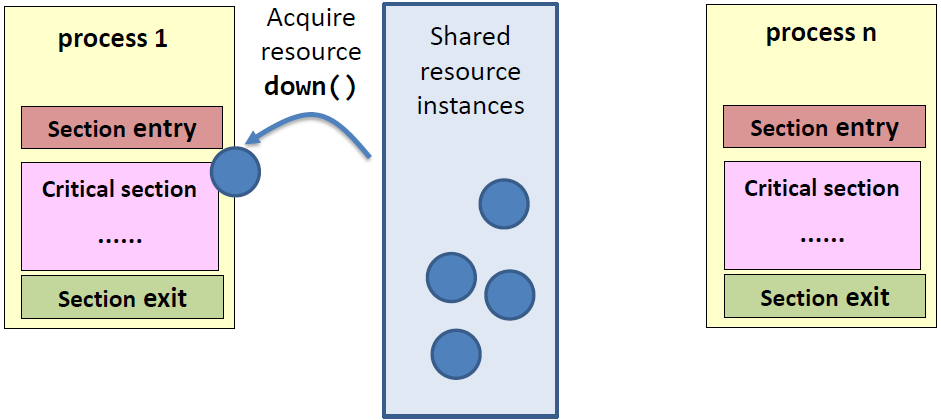 process 1
Section entry
Critical section
......
Section exit
Acquire
resource
down()
Shared
resource
instances
process n
Section entry
Critical section
......
Section exit